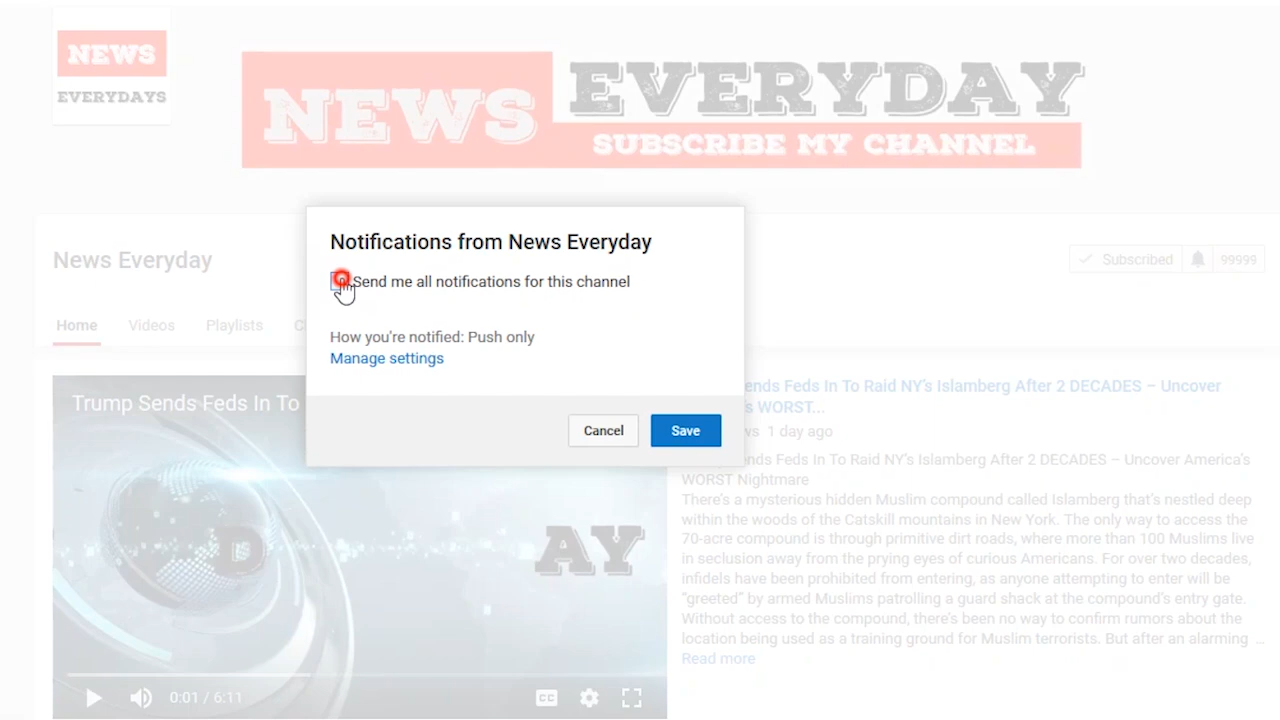 NEWS
EVERYDAYS
NEWS
EVERYDAY
SUBSCRIBE MY CHANNEL
News Everyday
Subscribed
99999
Home
Videos
Playlists
Notifications from News Everyday
Send me all notifications for this channel
How you're notified: Push only
Manage settings
Cancel
Save
Trump Sends Feds In To
D
AY
0:01 / 6:11
CC
ends Feds In To Raid NY's Islamberg After 2 DECADES – Uncover
's WORST...
1 day ago
ends Feds In To Raid NY's Islamberg After 2 DECADES – Uncover America's
WORST Nightmare
There's a mysterious hidden Muslim compound called Islamberg that's nestled deep
within the woods of the Catskill mountains in New York. The only way to access the
70-acre compound is through primitive dirt roads, where more than 100 Muslims live
in seclusion away from the prying eyes of curious Americans. For over two decades,
infidels have been prohibited from entering, as anyone attempting to enter will be
"greeted" by armed Muslims patrolling a guard shack at the compound's entry gate.
Without access to the compound, there's been no way to confirm rumors about the
location being used as a training ground for Muslim terrorists. But after an alarming ...
Read more